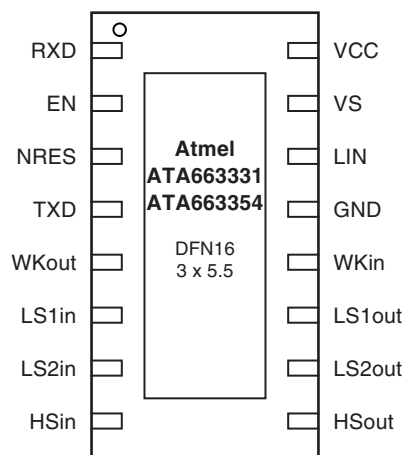 RXD VCC
EN VS
NRES LIN
TXD GND
WKout WKin
LS1in LS1out
LS2in LS2out
HSin HSout
Atmel
ATA663331
ATA663354
DFN16
3 x 5.5